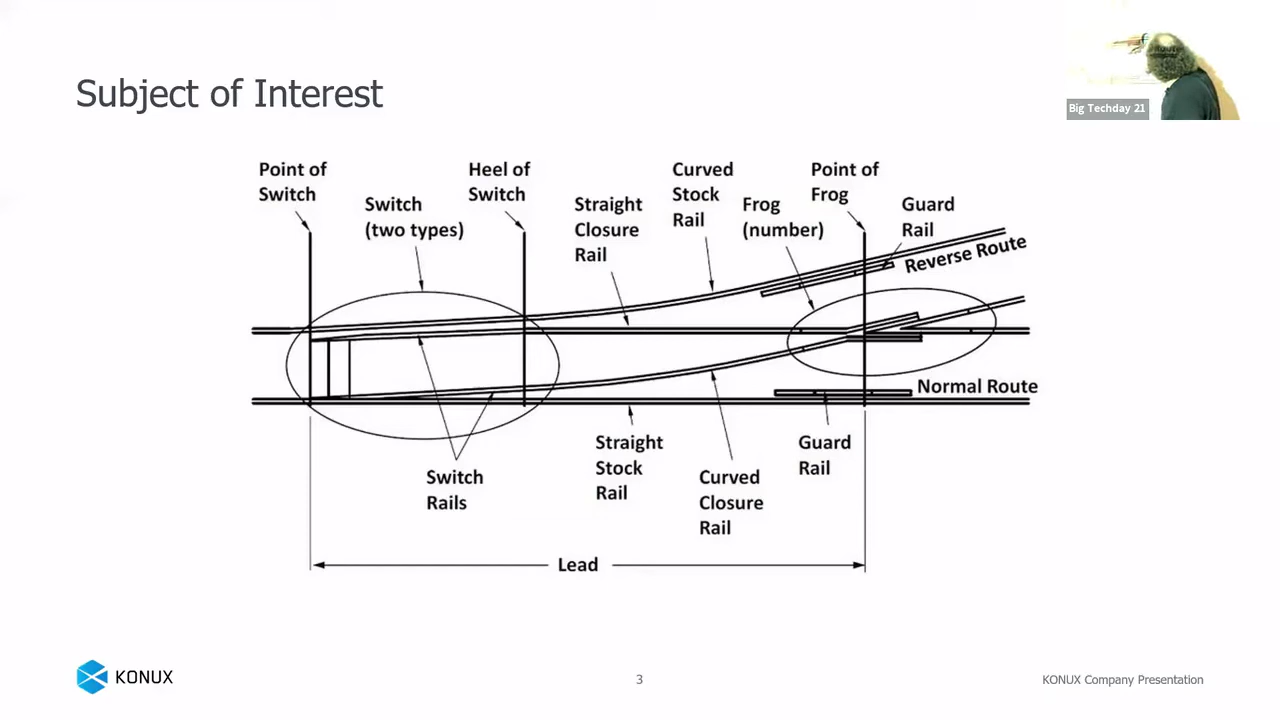 Subject of Interest
Big Techday 21
Point of
Switch
Heel of
Switch
Curved
Stock
Rail
Point of
Frog
Switch
(two types)
Straight
Closure
Rail
Frog
(number)
Guard
Rail
Reverse Route
Normal Route
Switch
Rails
Straight
Stock
Rail
Curved
Closure
Rail
Guard
Rail
Lead
KONUX
3
KONUX Company Presentation